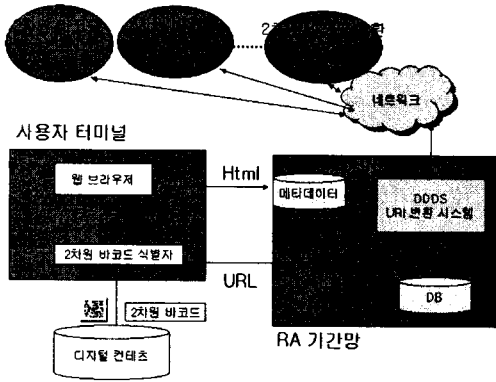 네트워크
사용자 터미널
웹 브라우져
Html
메타데이터
DDDS
URI 변환 시스템
2차원 바코드 식별자
URL
DB
2차원 바코드
RA 기간망
디지털 컨테츠